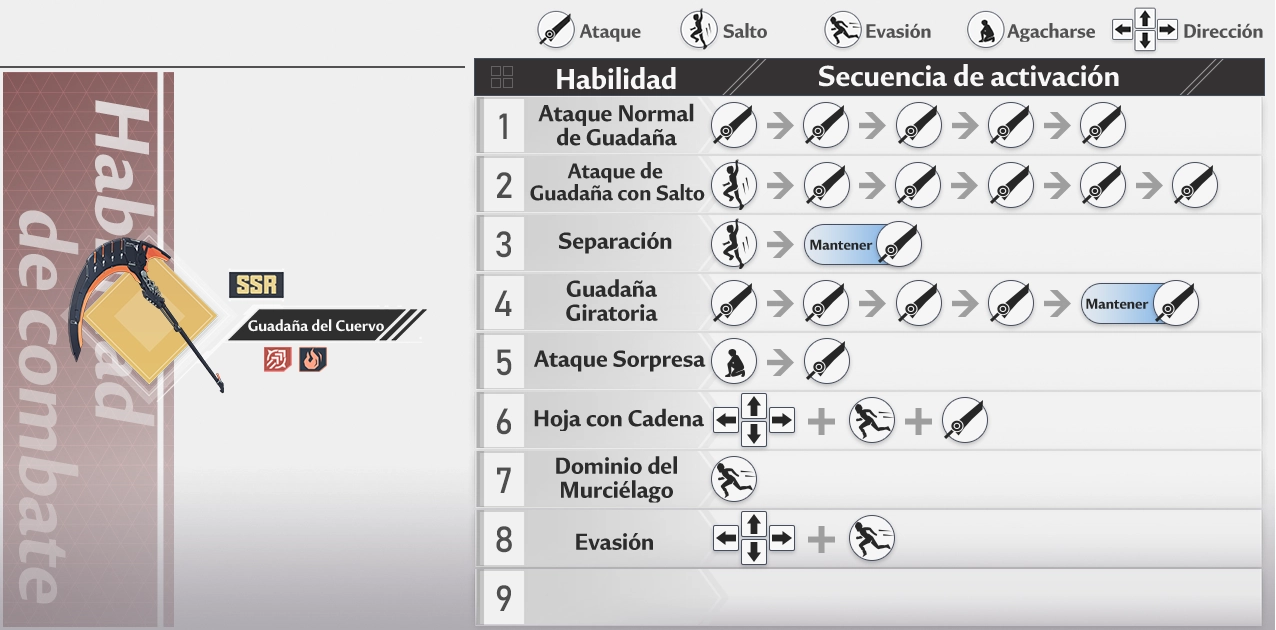 Ataque
Salto
Evasión
Agacharse
Dirección
Habilidad
Secuencia de activación
Habilidad
de combate
SSR
Guadaña del Cuervo
1
Ataque Normal
de Guadaña
2
Ataque de
Guadaña con Salto
3
Separación
Mantener
4
Guadaña
Giratoria
Mantener
5
Ataque Sorpresa
6
Hoja con Cadena
7
Dominio del
Murciélago
8
Evasión
9